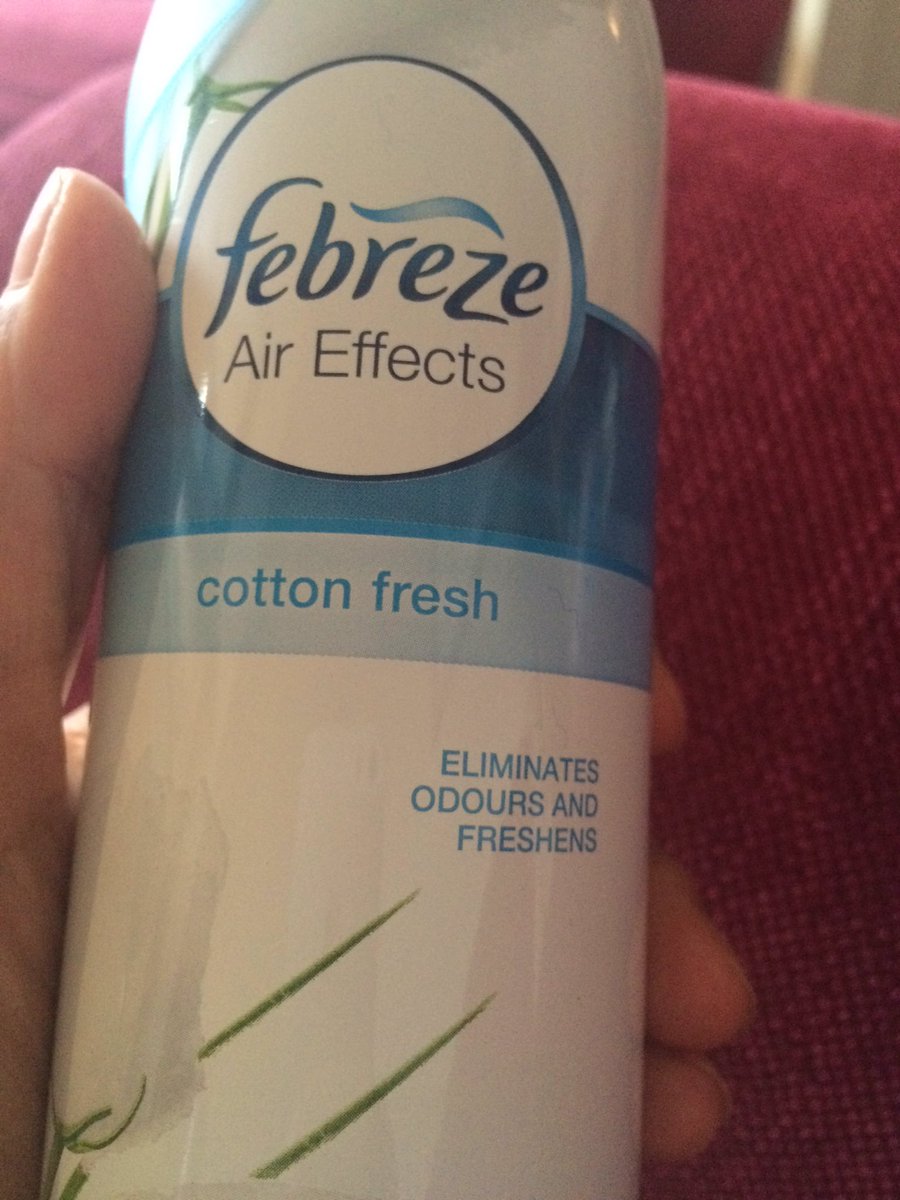 febreze
Air Effects
cotton fresh
ELIMINATES
ODOURS AND
FRESHENS